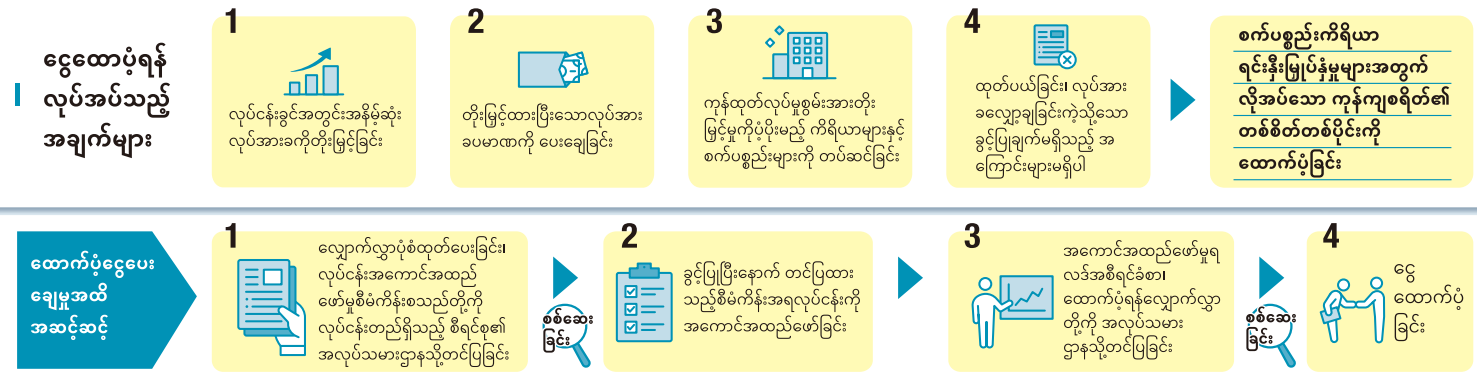 ငွေထောပံ့ရန်
လုပ်အပ်သည့်
အချက်များ
1
လုပ်ငန်းခွင်အတွင်းအနိမ့်ဆုံး
လုပ်အားခကိုတိုးမြှင့်ခြင်း
2
တိုးမြှင့်ထားပြီးသောလုပ်အား
ခပမာဏကို ပေးချေခြင်း
3
ကုန်ထုတ်လုပ်မှုစွမ်းအားတိုး
မြှင့်မှုကိုပံ့ပိုးမည့် ကိရိယာများနှင့်
စက်ပစ္စည်းများကို တပ်ဆင်ခြင်း
4
ထုတ်ပယ်ခြင်း၊ လုပ်အား
ခလျှော့ချခြင်းကဲ့သို့သော
ခွင့်ပြုချက်မရှိသည့် အ
ကြောင်းများမရှိပါ
စက်ပစ္စည်းကိရိယာ
ရင်းနှီးမြှုပ်နှံမှုများအတွက်
လိုအပ်သော ကုန်ကျစရိတ်၏
တစ်စိတ်တစ်ပိုင်းကို
ထောက်ပံ့ခြင်း
ထောက်ပံ့ငွေပေး
ချေမှုအထိ
အဆင့်ဆင့်
1
လျှောက်လွှာပုံစံထုတ်ပေးခြင်း၊
လုပ်ငန်းအကောင်အထည်
ဖော်မှုစီမံကိန်းစသည်တို့ကို
လုပ်ငန်းတည်ရှိသည့် စီရင်စု၏
အလုပ်သမားဌာနသို့တင်ပြခြင်း
စစ်ဆေး
ခြင်း
2
ခွင့်ပြုပြီးနောက် တင်ပြထား
သည့်စီမံကိန်းအရလုပ်ငန်းကို
အကောင်အထည်ဖော်ခြင်း
3
အကောင်အထည်ဖော်မှုရ
လဒ်အစီရင်ခံစာ၊
ထောက်ပံ့ရန်လျှောက်လွှာ
တို့ကို အလုပ်သမား
ဌာနသို့တင်ပြခြင်း
စစ်ဆေး
ခြင်း
4
ငွေ
ထောက်ပံ့
ခြင်း